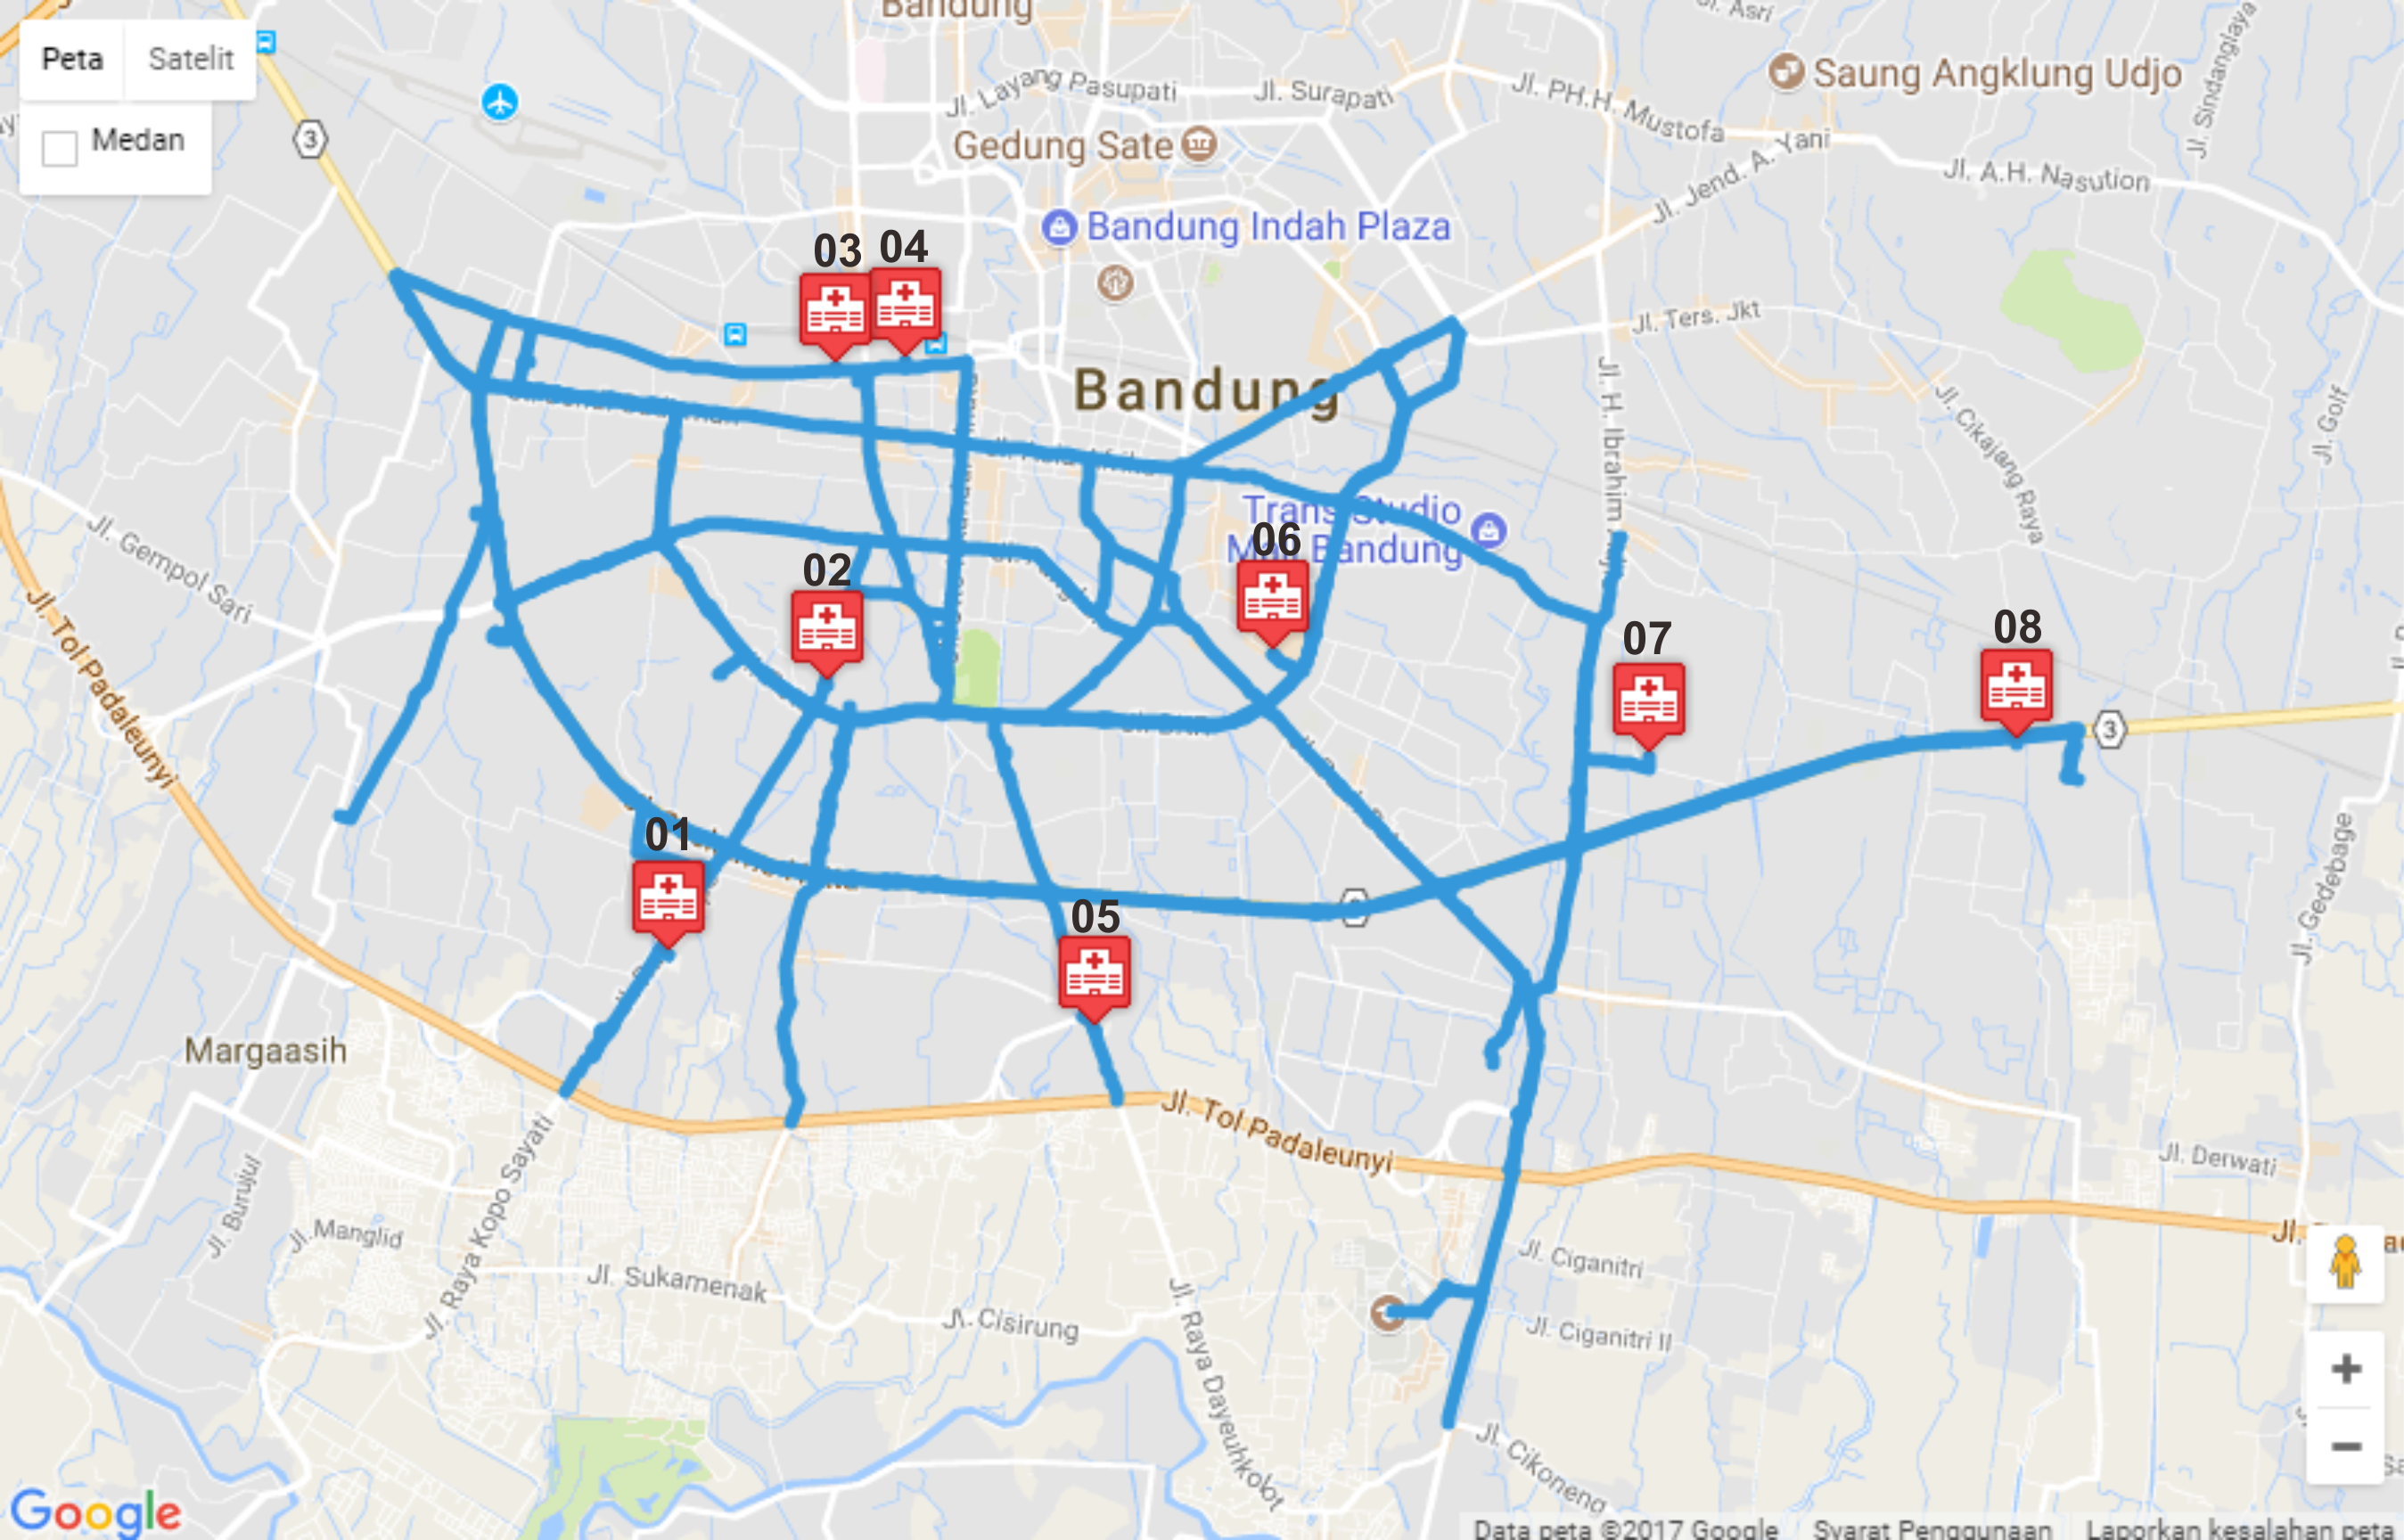 Bandung
Jl. Asri
Peta
Satelit
Medan
3
Jl. Layang Pasupati
Jl. Surapati
Jl. PH.H. Mustofa
Saung Angklung Udjo
Jl. Sindanglaya
Gedung Sate
Jl. Jend. A. Yani
Jl. A.H. Nasution
Bandung Indah Plaza
03
04
Jl. Ters. Jkt
Bandung
Jl. H. Ibrahim
Jl. Cikajang Raya
Jl. Golf
Jl. Gempol Sari
Trans Studio
Mall Bandung
06
02
Jl. Tol Padaleunyi
07
08
3
01
05
Jl. Gedebage
Margaasih
Jl. Tol Padaleunyi
Jl. Derwati
Jl. Burujul
Jl. Manglid
Jl. Raya Kopo Sayati
Jl. Sukamenak
Jl. Cisirung
Jl. Raya Dayeuhkolot
Jl. Ciganitri
Jl. Ciganitri II
Jl.
Jl. Cikoneng
+
−
Google
Data peta ©2017 Google
Syarat Penggunaan
Laporkan kesalahan peta